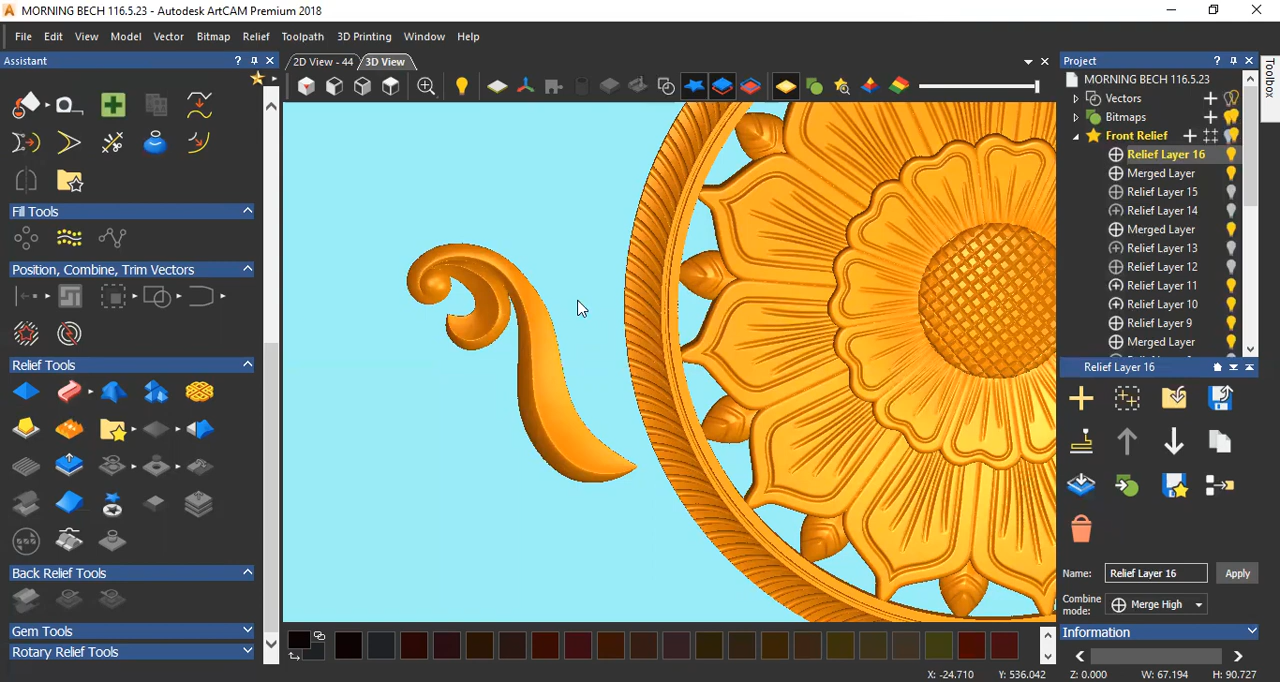 MORNING BECH 116.5.23 - Autodesk ArtCAM Premium 2018
File Edit View Model Vector Bitmap Relief Toolpath 3D Printing Window Help
Assistant
2D View - 44
3D View
Project
Toolbox
MORNING BECH 116.5.23
Vectors
Bitmaps
Front Relief
Relief Layer 16
Merged Layer
Relief Layer 15
Relief Layer 14
Merged Layer
Relief Layer 13
Relief Layer 12
Relief Layer 11
Relief Layer 10
Relief Layer 9
Merged Layer
Fill Tools
Position, Combine, Trim Vectors
Relief Tools
Back Relief Tools
Gem Tools
Rotary Relief Tools
Relief Layer 16
Name: Relief Layer 16 Apply
Combine mode: Merge High
Information
X: -24.710 Y: 536.042 Z: 0.000 W: 67.194 H: 90.727